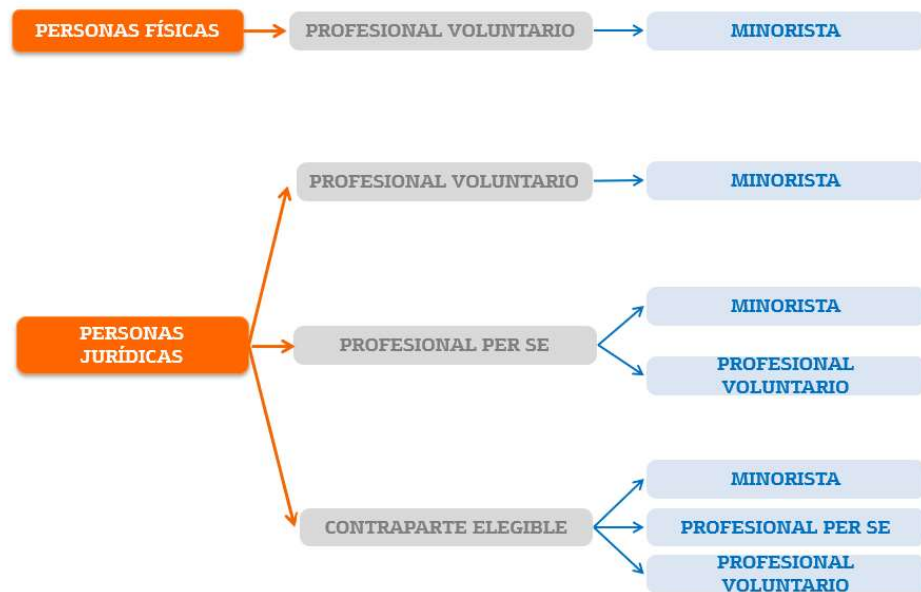 PERSONAS FÍSICAS
PROFESIONAL VOLUNTARIO
MINORISTA
PROFESIONAL VOLUNTARIO
MINORISTA
PERSONAS
JURÍDICAS
PROFESIONAL PER SE
MINORISTA
PROFESIONAL
VOLUNTARIO
CONTRAPARTE ELEGIBLE
MINORISTA
PROFESIONAL PER SE
PROFESIONAL
VOLUNTARIO